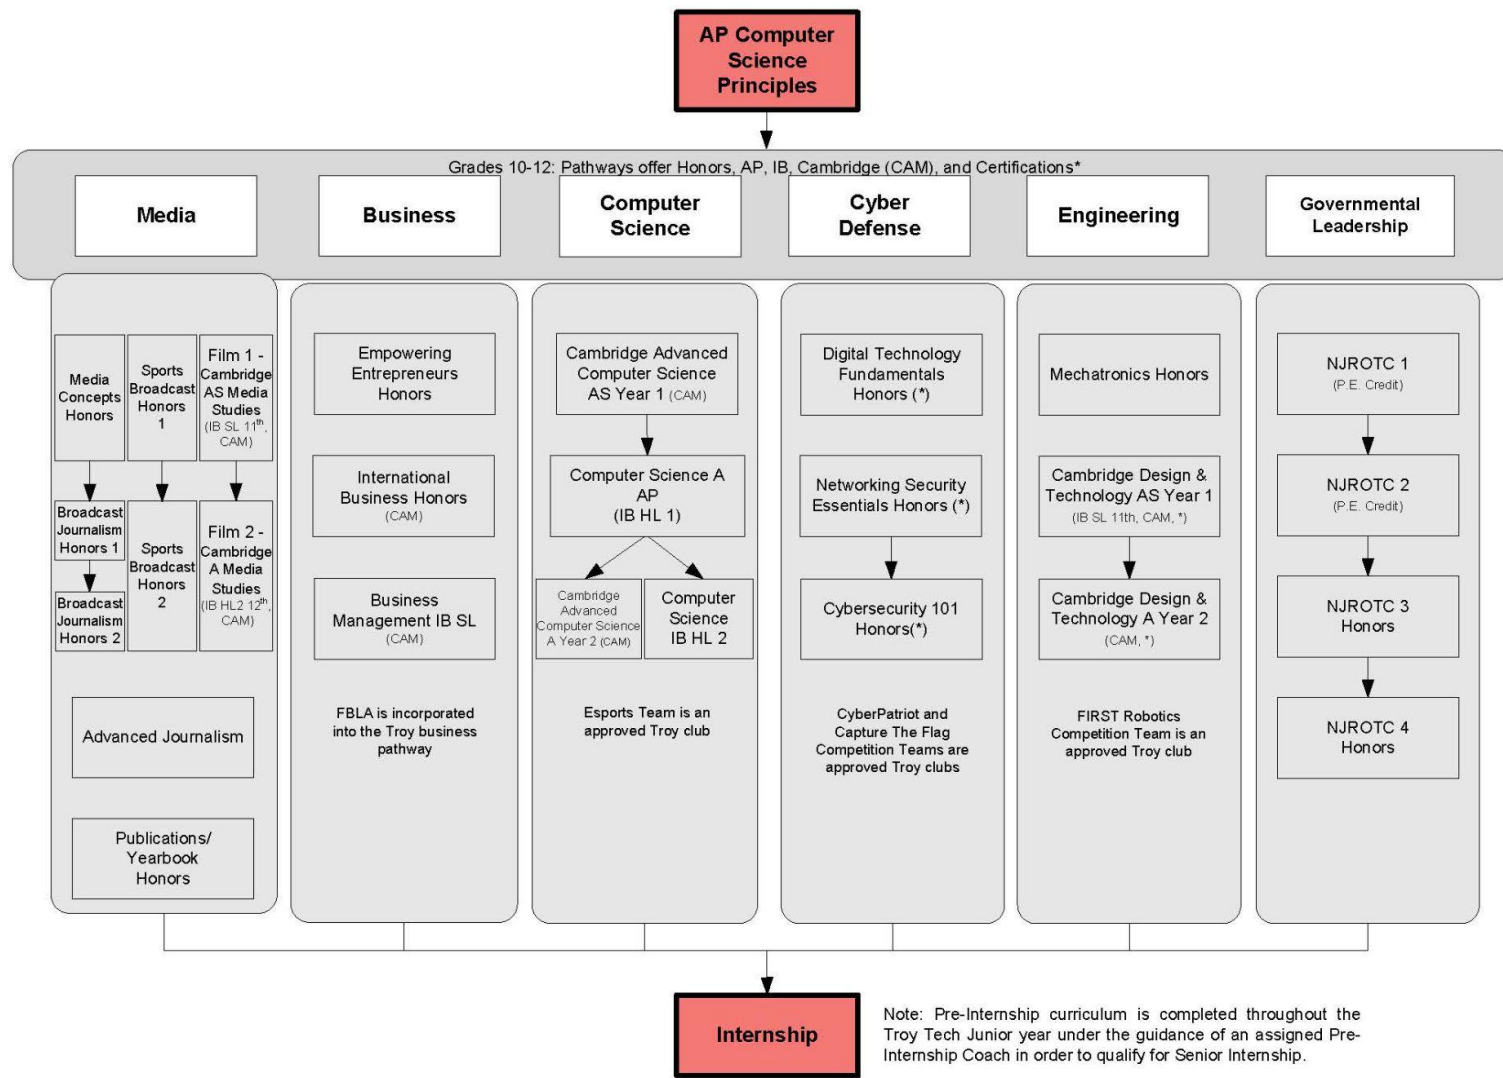 AP Computer
Science
Principles
Grades 10-12: Pathways offer Honors, AP, IB, Cambridge (CAM), and Certifications*
Media
Business
Computer
Science
Cyber
Defense
Engineering
Governmental
Leadership
Media
Concepts
Honors
Broadcast
Journalism
Honors 1
Broadcast
Journalism
Honors 2
Sports
Broadcast
Honors
1
Sports
Broadcast
Honors
2
Film 1 -
Cambridge
AS Media
Studies
(IB SL 11th,
CAM)
Film 2 -
Cambridge
A Media
Studies
(IB HL2 12th,
CAM)
Advanced Journalism
Publications/
Yearbook
Honors
Empowering
Entrepreneurs
Honors
International
Business Honors
(CAM)
Business
Management IB SL
(CAM)
FBLA is incorporated
into the Troy business
pathway
Cambridge Advanced
Computer Science
AS Year 1 (CAM)
Computer Science A
AP
(IB HL 1)
Cambridge
Advanced
Computer Science
A Year 2 (CAM)
Computer
Science
IB HL 2
Esports Team is an
approved Troy club
Digital Technology
Fundamentals
Honors (*)
Networking Security
Essentials Honors (*)
Cybersecurity 101
Honors(*)
CyberPatriot and
Capture The Flag
Competition Teams are
approved Troy clubs
Mechatronics Honors
Cambridge Design &
Technology AS Year 1
(IB SL 11th, CAM, *)
Cambridge Design &
Technology A Year 2
(CAM, *)
FIRST Robotics
Competition Team is an
approved Troy club
NJROTC 1
(P.E. Credit)
NJROTC 2
(P.E. Credit)
NJROTC 3
Honors
NJROTC 4
Honors
Internship
Note: Pre-Internship curriculum is completed throughout the
Troy Tech Junior year under the guidance of an assigned Pre-
Internship Coach in order to qualify for Senior Internship.